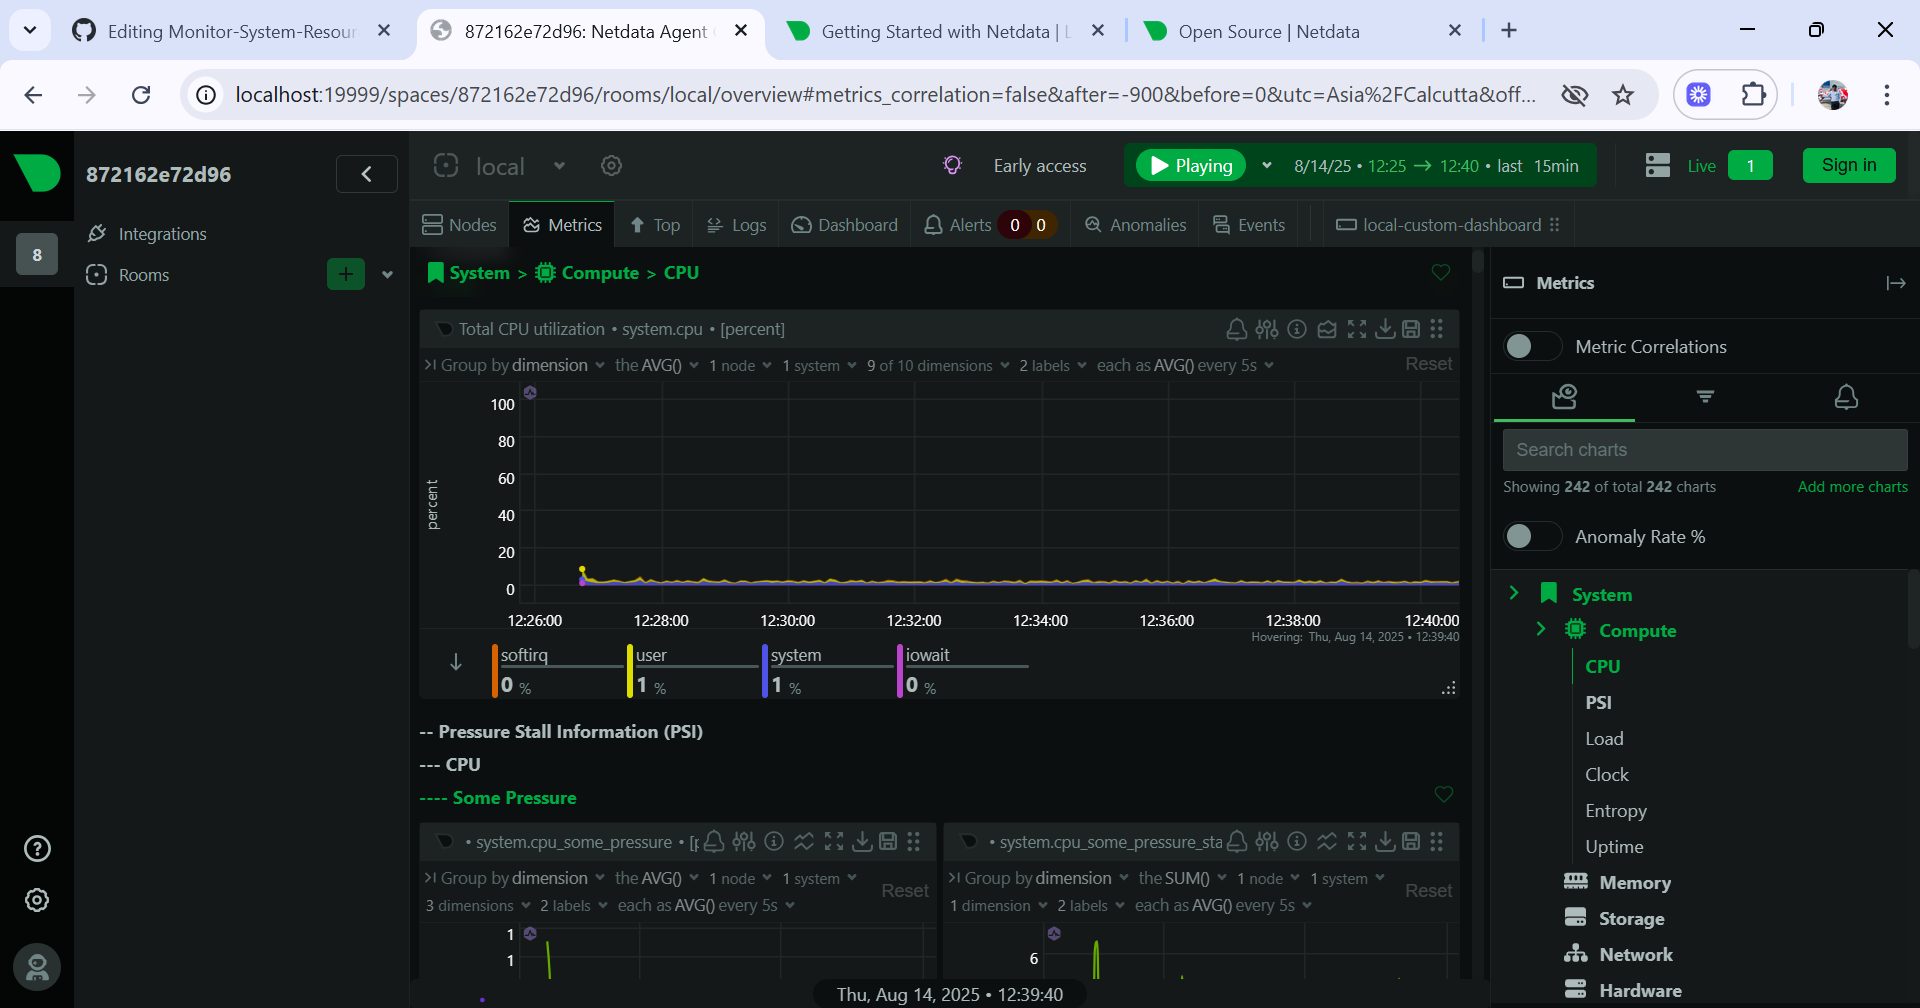 Editing Monitor-System-Resour
872162e72d96: Netdata Agent
Getting Started with Netdata |
Open Source | Netdata
localhost:19999/spaces/872162e72d96/rooms/local/overview#metrics_correlation=false&after=-900&before=0&utc=Asia%2FCalcutta&off...
872162e72d96
local
Early access
Playing
8/14/25 • 12:25 → 12:40 • last 15min
Live
1
Sign in
8
Integrations
Rooms
Nodes
Metrics
Top
Logs
Dashboard
Alerts 0 0
Anomalies
Events
local-custom-dashboard
System > Compute > CPU
Total CPU utilization • system.cpu • [percent]
Group by dimension the AVG() 1 node 1 system 9 of 10 dimensions 2 labels each as AVG() every 5s
Reset
percent
100
80
60
40
20
0
12:26:00 12:28:00 12:30:00 12:32:00 12:34:00 12:36:00 12:38:00 12:40:00
Hovering: Thu, Aug 14, 2025 • 12:39:40
softirq
0 %
user
1 %
system
1 %
iowait
0 %
-- Pressure Stall Information (PSI)
--- CPU
---- Some Pressure
• system.cpu_some_pressure • [
Group by dimension the AVG() 1 node 1 system
3 dimensions 2 labels each as AVG() every 5s
Reset
1
1
• system.cpu_some_pressure_sta
Group by dimension the SUM() 1 node 1 system
1 dimension 2 labels each as AVG() every 5s
Reset
6
Thu, Aug 14, 2025 • 12:39:40
Metrics
Metric Correlations
Search charts
Showing 242 of total 242 charts
Add more charts
Anomaly Rate %
System
Compute
CPU
PSI
Load
Clock
Entropy
Uptime
Memory
Storage
Network
Hardware